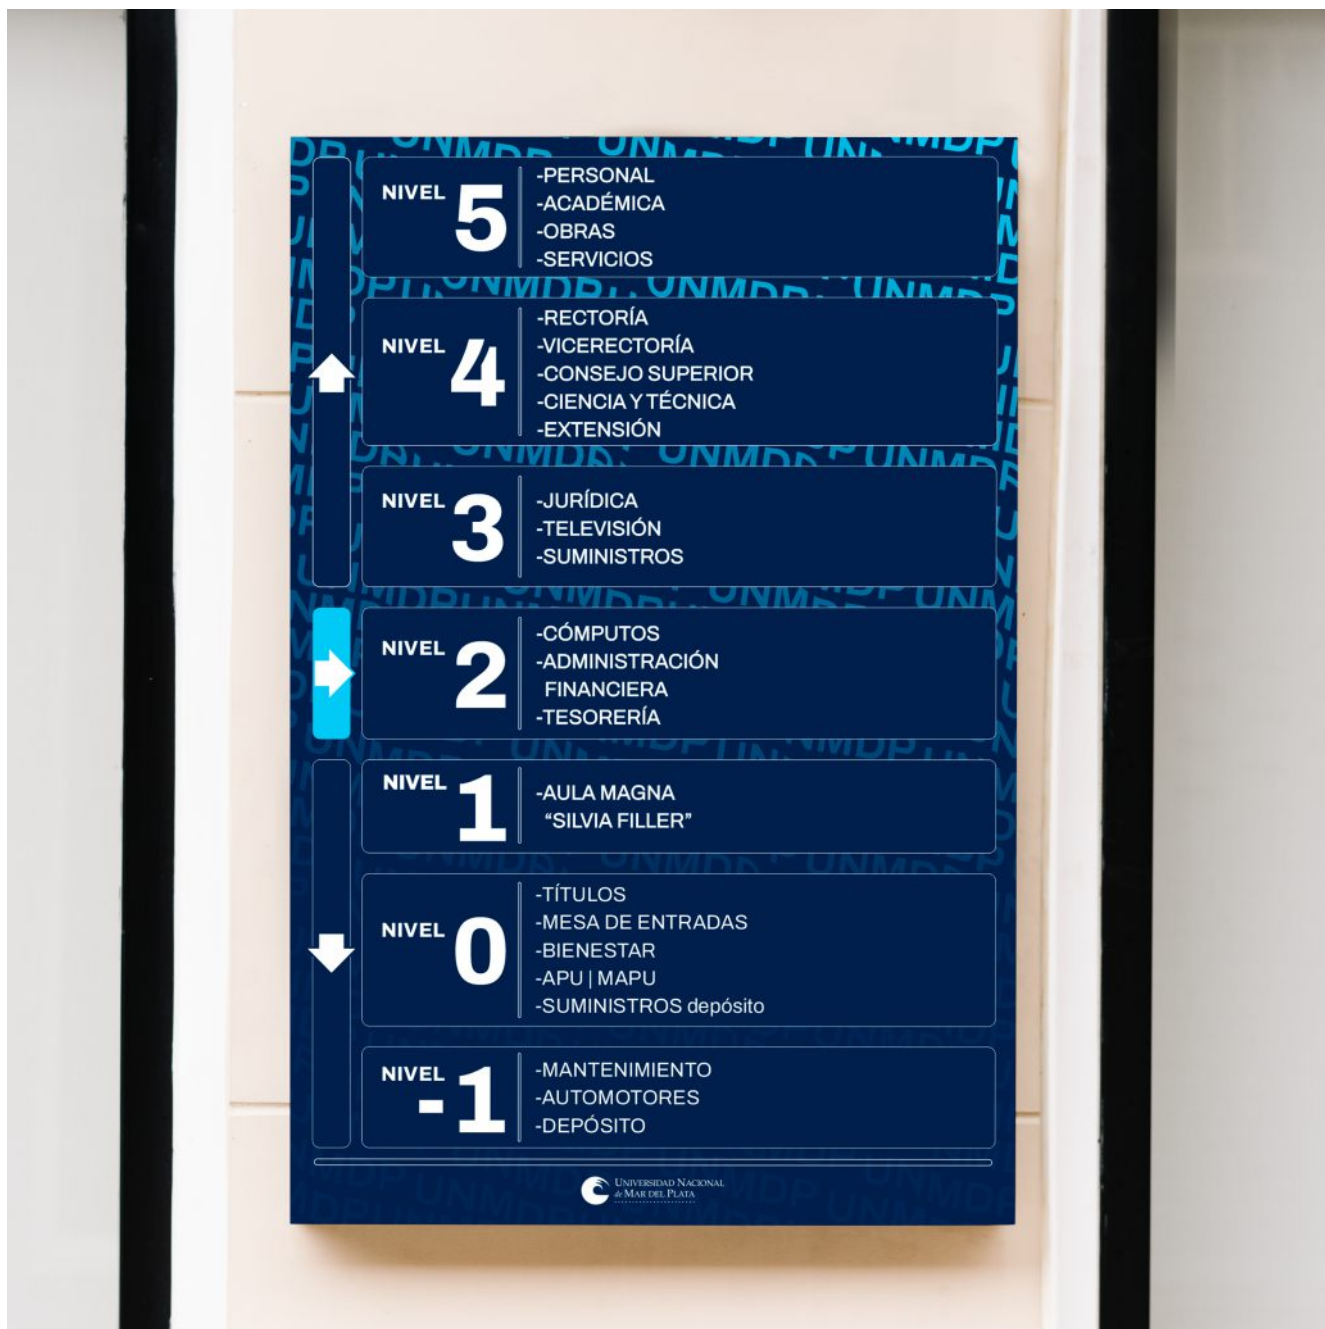 NIVEL 5
-PERSONAL
-ACADÉMICA
-OBRAS
-SERVICIOS
NIVEL 4
-RECTORÍA
-VICERECTORÍA
-CONSEJO SUPERIOR
-CIENCIA Y TÉCNICA
-EXTENSIÓN
NIVEL 3
-JURÍDICA
-TELEVISIÓN
-SUMINISTROS
NIVEL 2
-CÓMPUTOS
-ADMINISTRACIÓN
FINANCIERA
-TESORERÍA
NIVEL 1
-AULA MAGNA
“SILVIA FILLER”
NIVEL 0
-TÍTULOS
-MESA DE ENTRADAS
-BIENESTAR
-APU | MAPU
-SUMINISTROS depósito
NIVEL -1
-MANTENIMIENTO
-AUTOMOTORES
-DEPÓSITO
UNIVERSIDAD NACIONAL
de MAR DEL PLATA